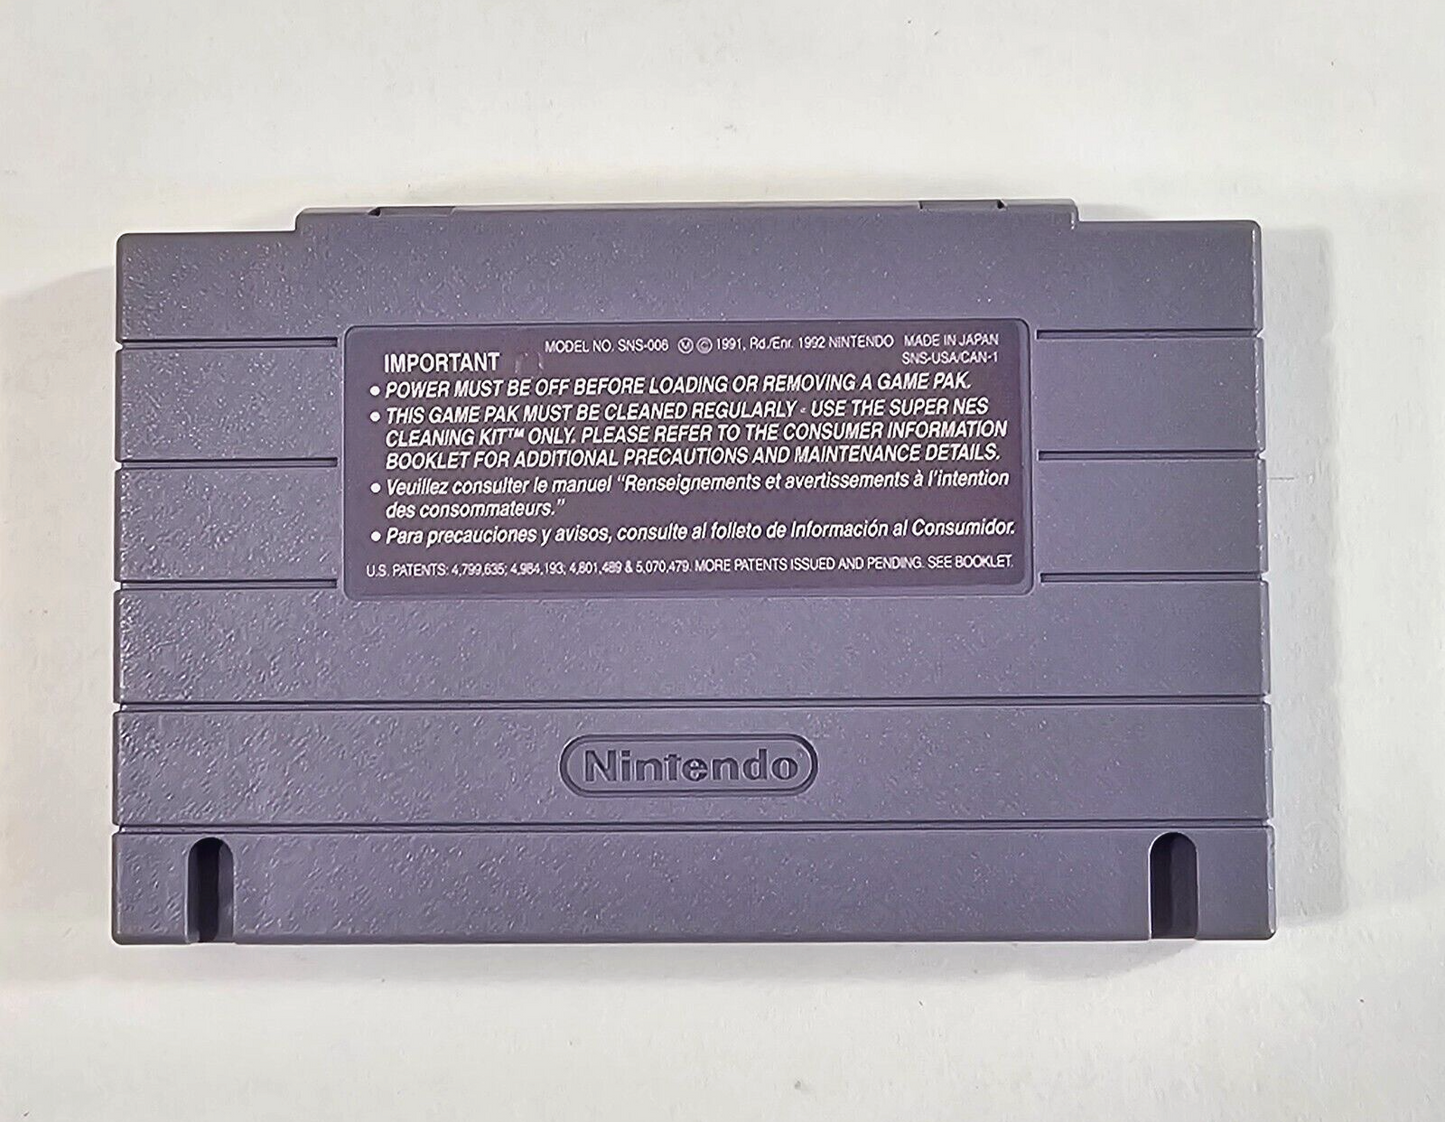 MODEL NO. SNS-006 Ⓜ © 1991, Rd./Enr. 1992 NINTENDO MADE IN JAPAN
IMPORTANT SNS-USA/CAN-1
• POWER MUST BE OFF BEFORE LOADING OR REMOVING A GAME PAK.
• THIS GAME PAK MUST BE CLEANED REGULARLY - USE THE SUPER NES
CLEANING KIT™ ONLY. PLEASE REFER TO THE CONSUMER INFORMATION
BOOKLET FOR ADDITIONAL PRECAUTIONS AND MAINTENANCE DETAILS.
• Veuillez consulter le manuel “Renseignements et avertissements à l’intention
des consommateurs.”
• Para precauciones y avisos, consulte al folleto de Información al Consumidor.
U.S. PATENTS: 4,799,635; 4,984,193; 4,801,489 & 5,070,479. MORE PATENTS ISSUED AND PENDING. SEE BOOKLET.
Nintendo